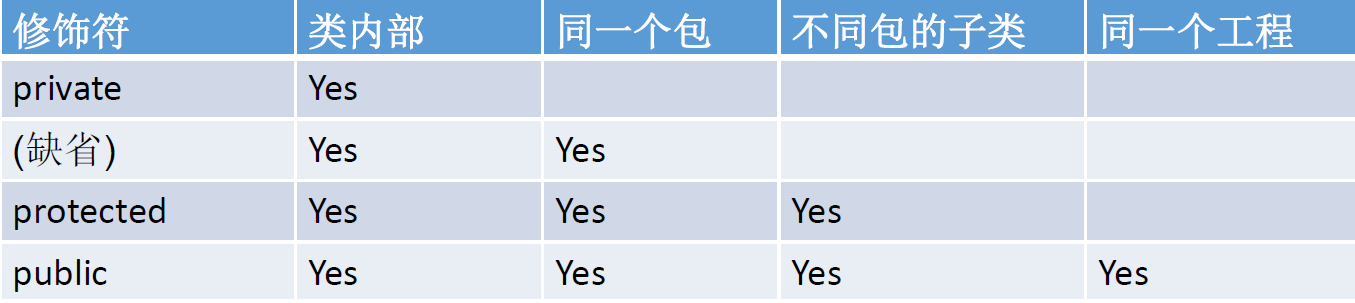 修饰符 类内部 同一个包 不同包的子类 同一个工程
private Yes
(缺省) Yes Yes
protected Yes Yes Yes
public Yes Yes Yes Yes